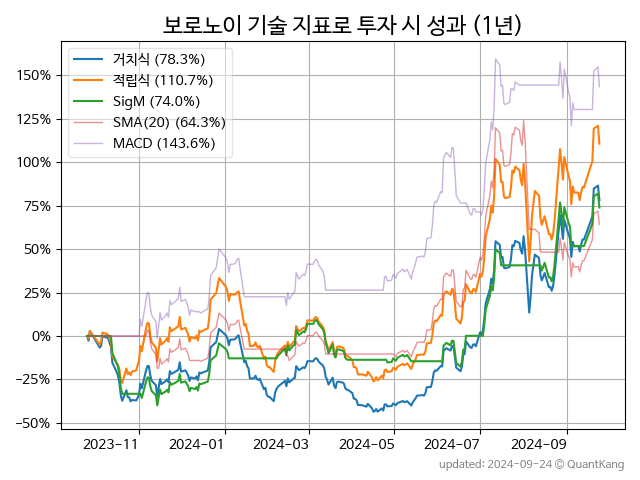 보로노이 기술 지표로 투자 시 성과 (1년)
거치식 (78.3%)
적립식 (110.7%)
SigM (74.0%)
SMA(20) (64.3%)
MACD (143.6%)
150%
125%
100%
75%
50%
25%
0%
−25%
−50%
2023−11
2024−01
2024−03
2024−05
2024−07
2024−09
updated: 2024-09-24 © QuantKang